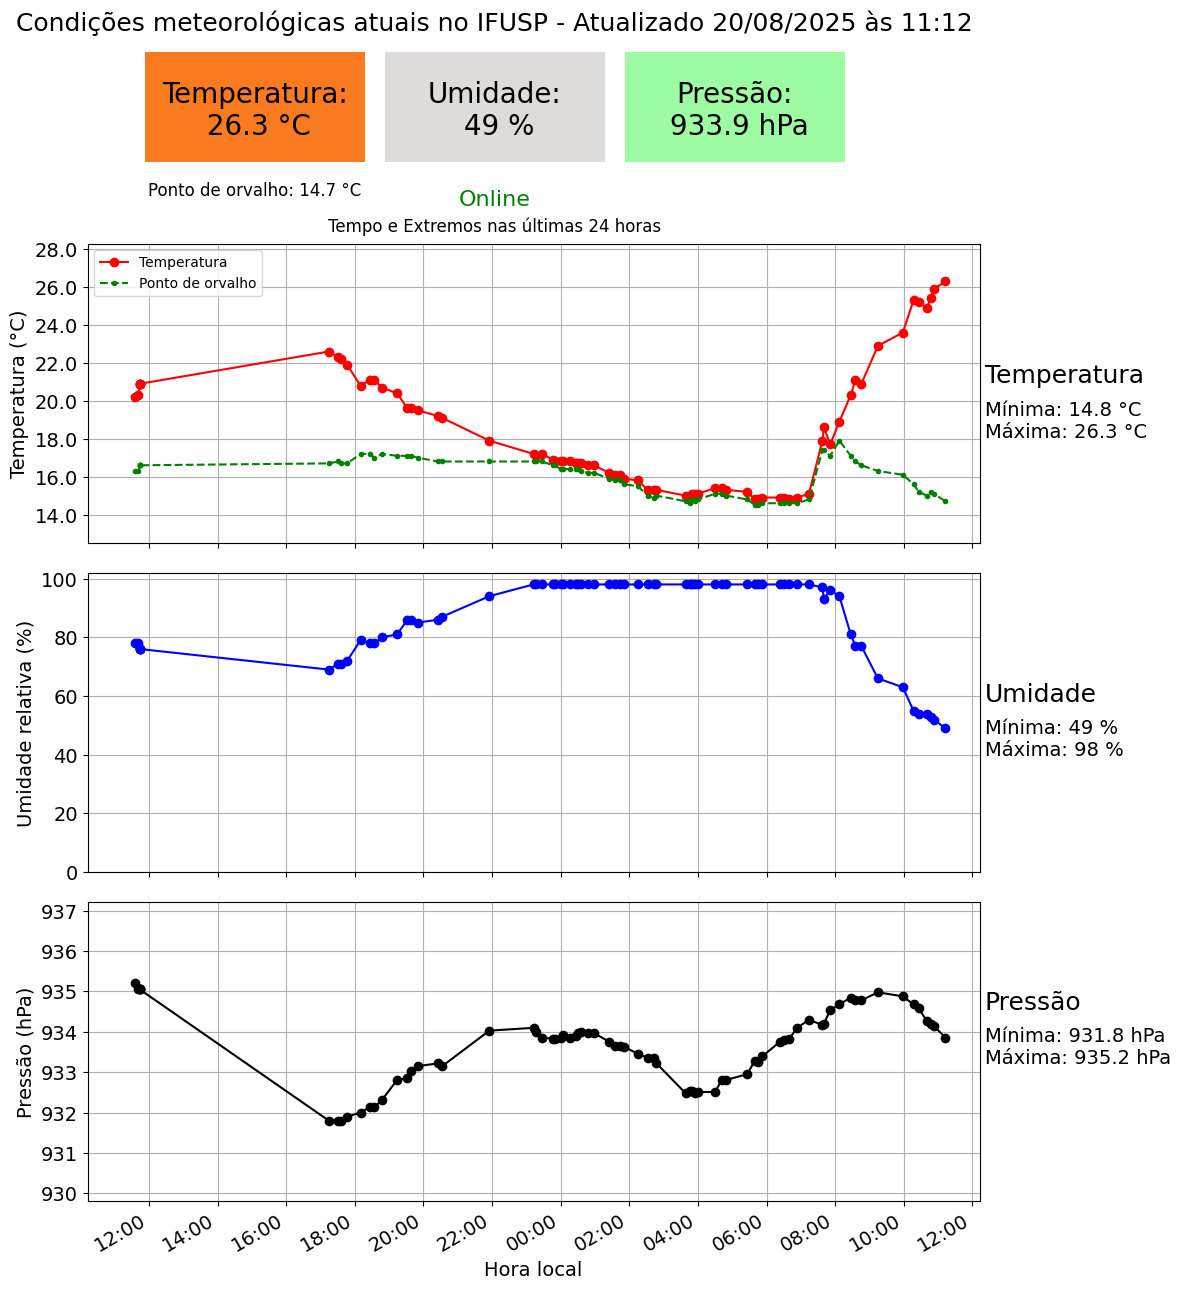 Condições meteorológicas atuais no IFUSP - Atualizado 20/08/2025 às 11:12
Temperatura:
26.3 °C
Umidade:
49 %
Pressão:
933.9 hPa
Ponto de orvalho: 14.7 °C
Online
Tempo e Extremos nas últimas 24 horas
Temperatura (°C)
28.0
26.0
24.0
22.0
20.0
18.0
16.0
14.0
Temperatura
Ponto de orvalho
Temperatura
Mínima: 14.8 °C
Máxima: 26.3 °C
Umidade relativa (%)
100
80
60
40
20
0
Umidade
Mínima: 49 %
Máxima: 98 %
Pressão (hPa)
937
936
935
934
933
932
931
930
Pressão
Mínima: 931.8 hPa
Máxima: 935.2 hPa
12:00
14:00
16:00
18:00
20:00
22:00
00:00
02:00
04:00
06:00
08:00
10:00
12:00
Hora local